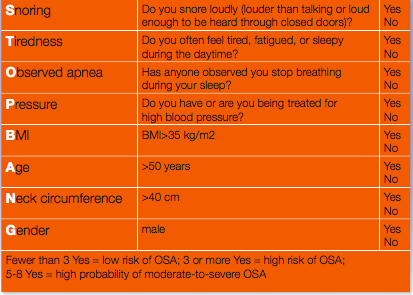 Snoring Do you snore loudly (louder than talking or loud Yes
enough to be heard through closed doors)? No
Tiredness Do you often feel tired, fatigued, or sleepy Yes
during the daytime? No
Observed apnea Has anyone observed you stop breathing Yes
during your sleep? No
Pressure Do you have or are you being treated for Yes
high blood pressure? No
BMI BMI>35 kg/m2 Yes
No
Age >50 years Yes
No
Neck circumference >40 cm Yes
No
Gender male Yes
No
Fewer than 3 Yes = low risk of OSA; 3 or more Yes = high risk of OSA;
5-8 Yes = high probability of moderate-to-severe OSA